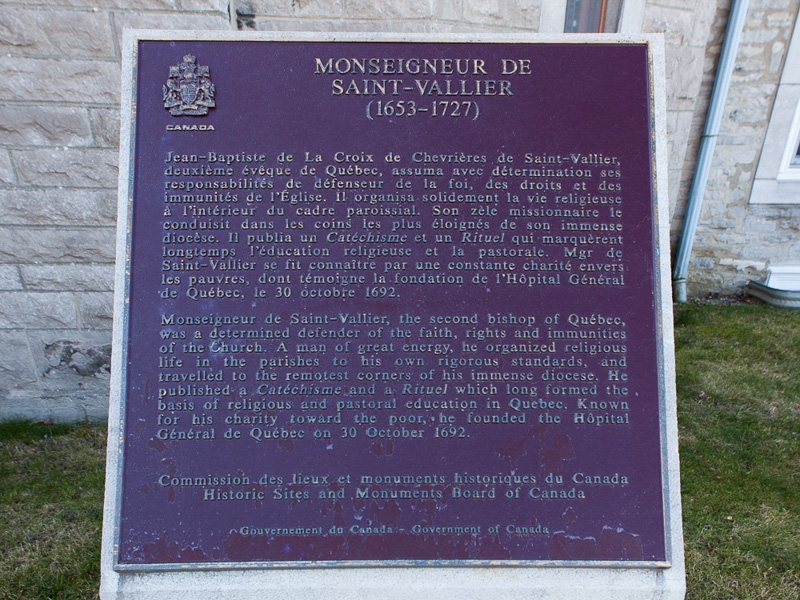 MONSEIGNEUR DE
SAINT-VALLIER
(1653-1727)
CANADA
Jean-Baptiste de La Croix de Chevrières de Saint-Vallier,
deuxième évêque de Québec, assuma avec détermination ses
responsabilités de défenseur de la foi, des droits et des
immunités de l'Église. Il organisa solidement la vie religieuse
à l'intérieur du cadre paroissial. Son zèle missionnaire le
conduisit dans les coins les plus éloignés de son immense
diocèse. Il publia un Catéchisme et un Rituel qui marquèrent
longtemps l'éducation religieuse et la pastorale. Mgr de
Saint-Vallier se fit connaître par une constante charité envers
les pauvres, dont témoigne la fondation de l'Hôpital Général
de Québec, le 30 octobre 1692.
Monseigneur de Saint-Vallier, the second bishop of Québec,
was a determined defender of the faith, rights and immunities
of the Church. A man of great energy, he organized religious
life in the parishes to his own rigorous standards, and
travelled to the remotest corners of his immense diocese. He
published a Catéchisme and a Rituel which long formed the
basis of religious and pastoral education in Quebec. Known
for his charity toward the poor, he founded the Hôpital
Général de Québec on 30 October 1692.
Commission des lieux et monuments historiques du Canada
Historic Sites and Monuments Board of Canada
Gouvernement du Canada - Government of Canada